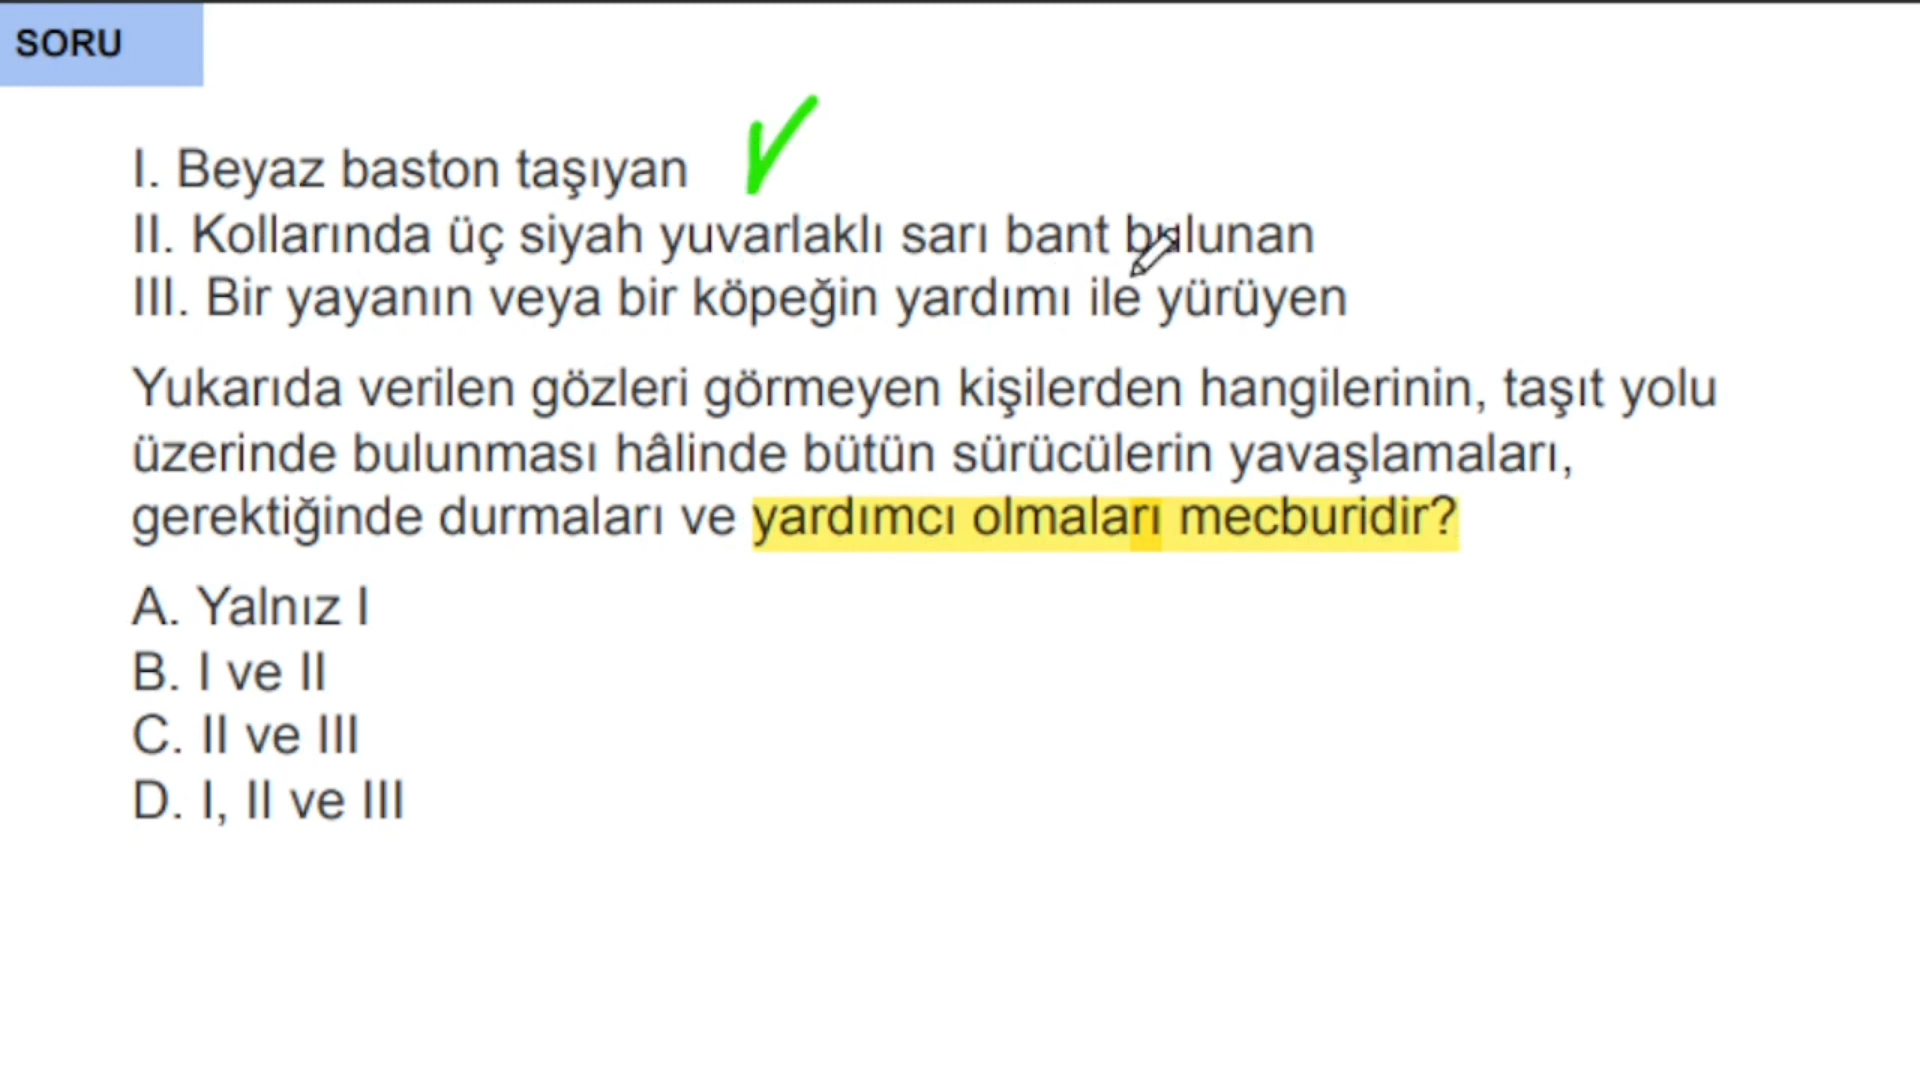 SORU
I. Beyaz baston taşıyan
II. Kollarında üç siyah yuvarlaklı sarı bant bulunan
III. Bir yayanın veya bir köpeğin yardımı ile yürüyen
Yukarıda verilen gözleri görmeyen kişilerden hangilerinin, taşıt yolu
üzerinde bulunması hâlinde bütün sürücülerin yavaşlamaları,
gerektiğinde durmaları ve yardımcı olmaları mecburidir?
A. Yalnız I
B. I ve II
C. II ve III
D. I, II ve III